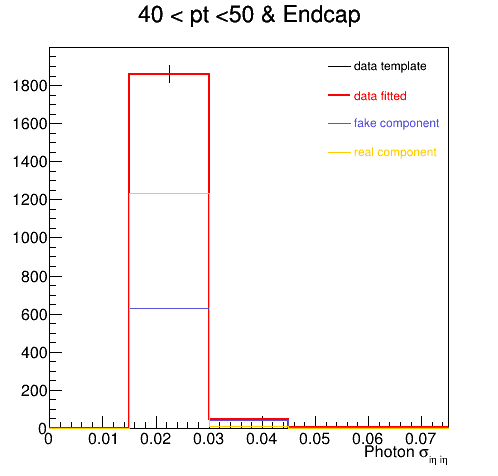 40 < pt <50 & Endcap
data template
data fitted
fake component
real component
1800
1600
1400
1200
1000
800
600
400
200
0
0 0.01 0.02 0.03 0.04 0.05 0.06 0.07
Photon σiη iη